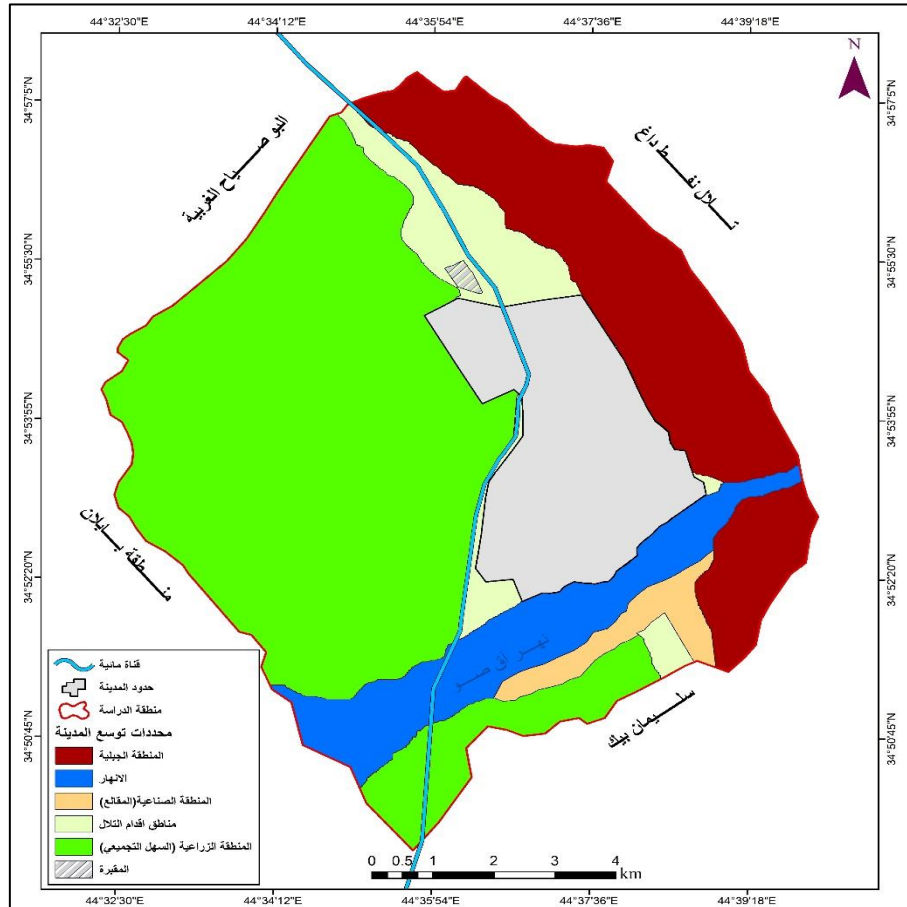 44°32'30"E 44°34'12"E 44°35'54"E 44°37'36"E 44°39'18"E
N
34°57'5"N 34°57'5"N
البو صياح الغربية
تلال نفط داغ
34°55'30"N 34°55'30"N
34°53'55"N 34°53'55"N
منطقة بايلان
34°52'20"N 34°52'20"N
نهر اق صو
سليمان بيك
34°50'45"N 34°50'45"N
قناة مائية
حدود المدينة
منطقة الدراسة
محددات توسع المدينة
المنطقة الجبلية
الانهار
المنطقة الصناعية(المقالع)
مناطق اقدام التلال
المنطقة الزراعية (السهل التجميعي)
المقبرة
0 0.5 1 2 3 4
km
44°32'30"E 44°34'12"E 44°35'54"E 44°37'36"E 44°39'18"E